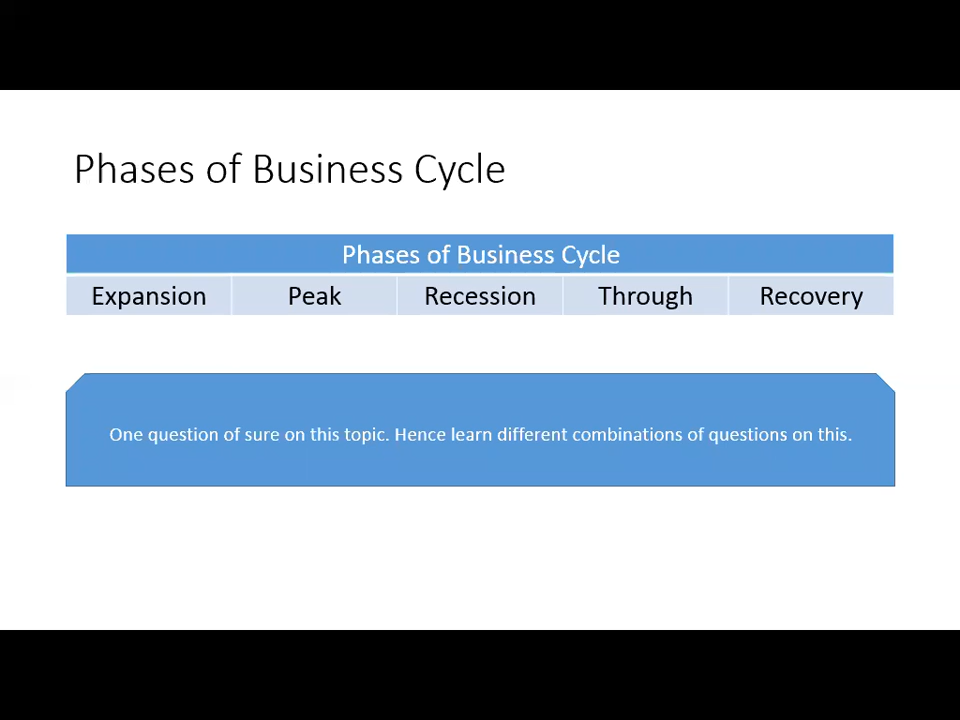 Phases of Business Cycle
Phases of Business Cycle
Expansion Peak Recession Through Recovery
One question of sure on this topic. Hence learn different combinations of questions on this.